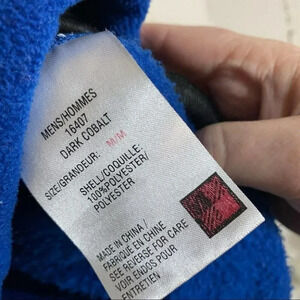 MENS/HOMMES
16407
DARK COBALT
SIZE/GRANDEUR: M/M
SHELL/COQUILLE:
100%POLYESTER/
POLYESTER
MADE IN CHINA/
FABRIQUE EN CHINE
SEE REVERSE FOR CARE
VOIR ENDOS POUR
ENTRETIEN